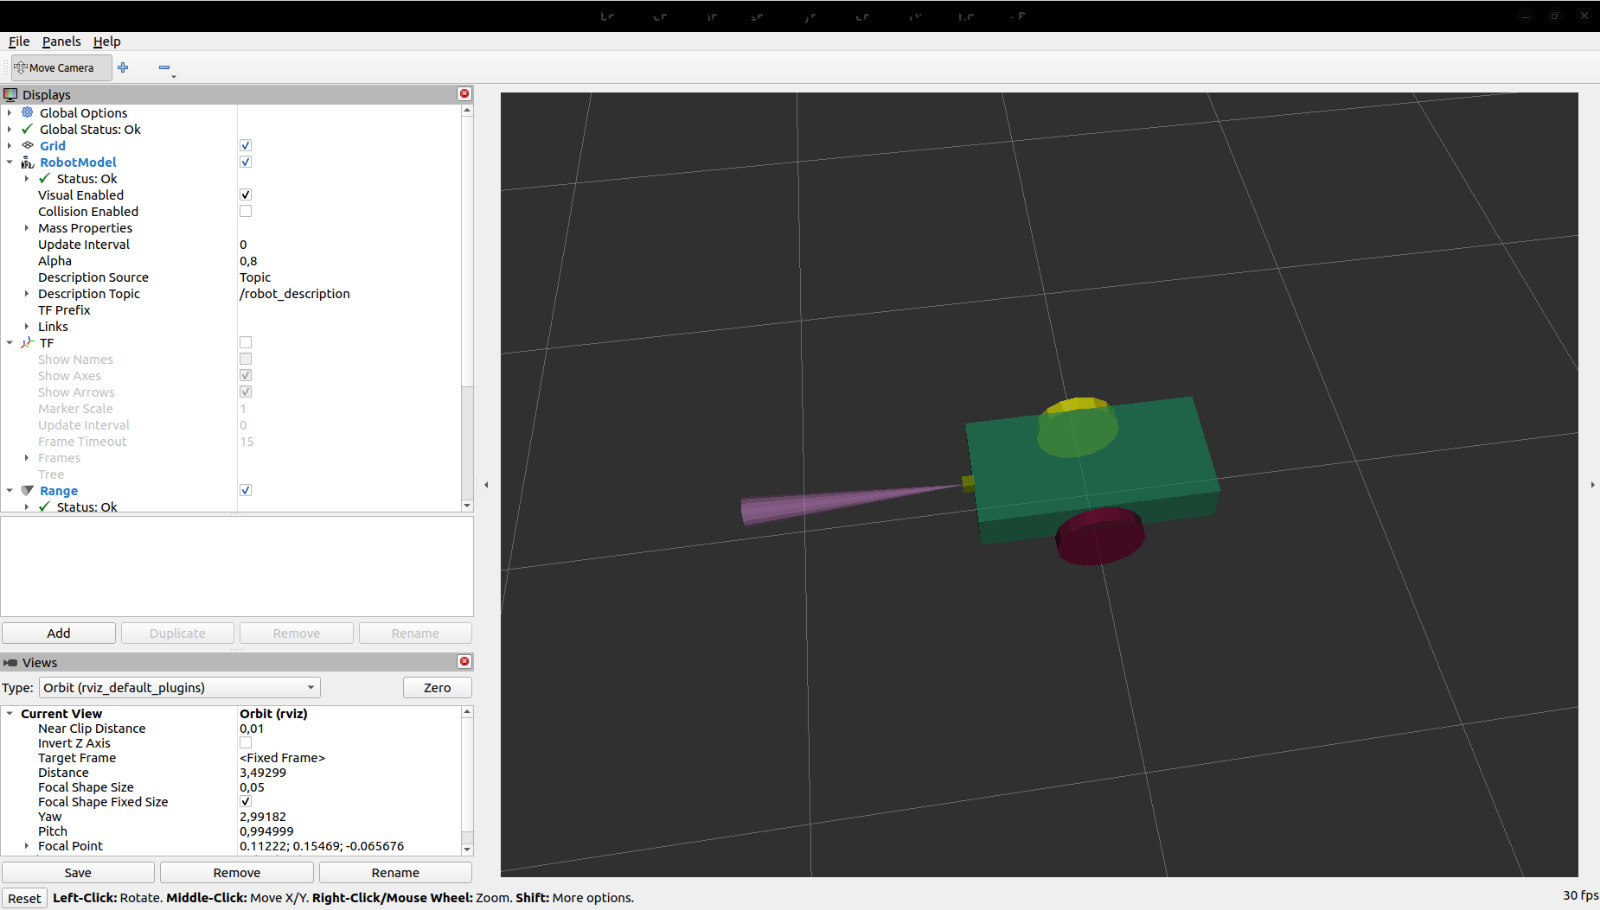 File Panels Help
Move Camera
Displays
Global Options
Global Status: Ok
Grid
RobotModel
Status: Ok
Visual Enabled
Collision Enabled
Mass Properties
Update Interval 0
Alpha 0,8
Description Source Topic
Description Topic /robot_description
TF Prefix
Links
TF
Show Names
Show Axes
Show Arrows
Marker Scale 1
Update Interval 0
Frame Timeout 15
Frames
Tree
Range
Status: Ok
Add Duplicate Remove Rename
Views
Type: Orbit (rviz_default_plugins) Zero
Current View Orbit (rviz)
Near Clip Distance 0,01
Invert Z Axis
Target Frame <Fixed Frame>
Distance 3,49299
Focal Shape Size 0,05
Focal Shape Fixed Size
Yaw 2,99182
Pitch 0,994999
Focal Point 0.11222; 0.15469; -0.065676
Save Remove Rename
Reset Left-Click: Rotate. Middle-Click: Move X/Y. Right-Click/Mouse Wheel: Zoom. Shift: More options. 30 fps